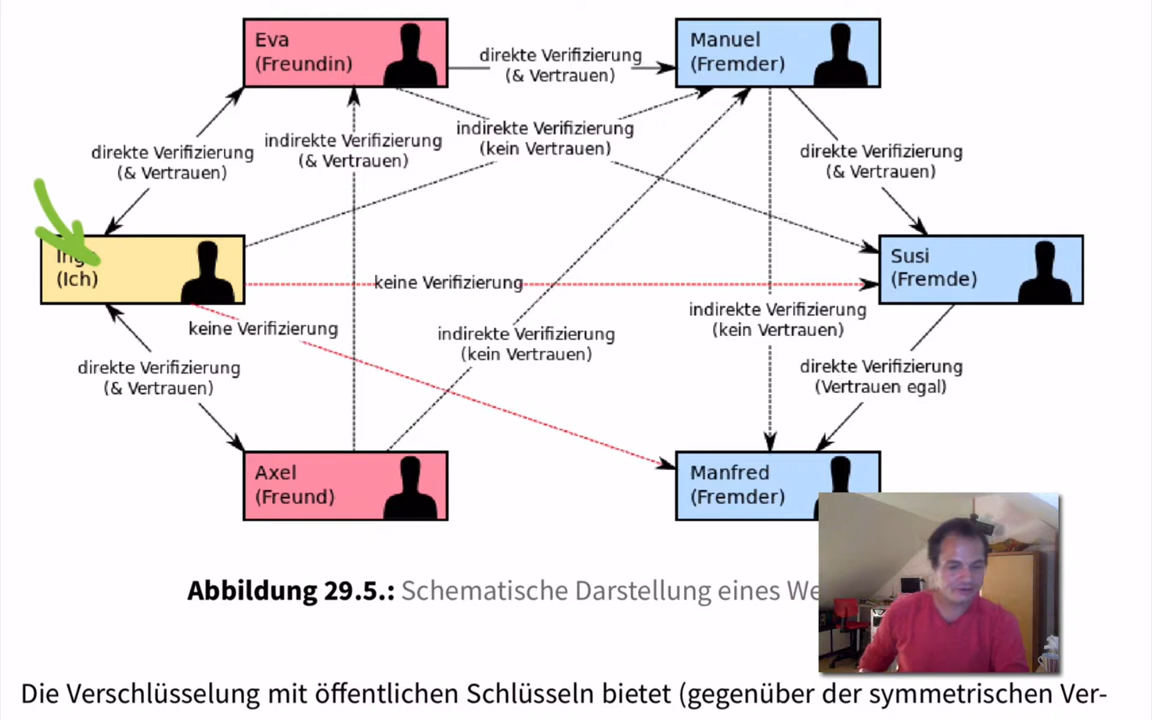 Eva
(Freundin)
direkte Verifizierung
(& Vertrauen)
Manuel
(Fremder)
direkte Verifizierung
(& Vertrauen)
indirekte Verifizierung
(& Vertrauen)
indirekte Verifizierung
(kein Vertrauen)
direkte Verifizierung
(& Vertrauen)
(Ich)
keine Verifizierung
Susi
(Fremde)
keine Verifizierung
indirekte Verifizierung
(kein Vertrauen)
indirekte Verifizierung
(kein Vertrauen)
direkte Verifizierung
(& Vertrauen)
direkte Verifizierung
(Vertrauen egal)
Axel
(Freund)
Manfred
(Fremder)
Abbildung 29.5.: Schematische Darstellung eines We
Die Verschlüsselung mit öffentlichen Schlüsseln bietet (gegenüber der symmetrischen Ver-